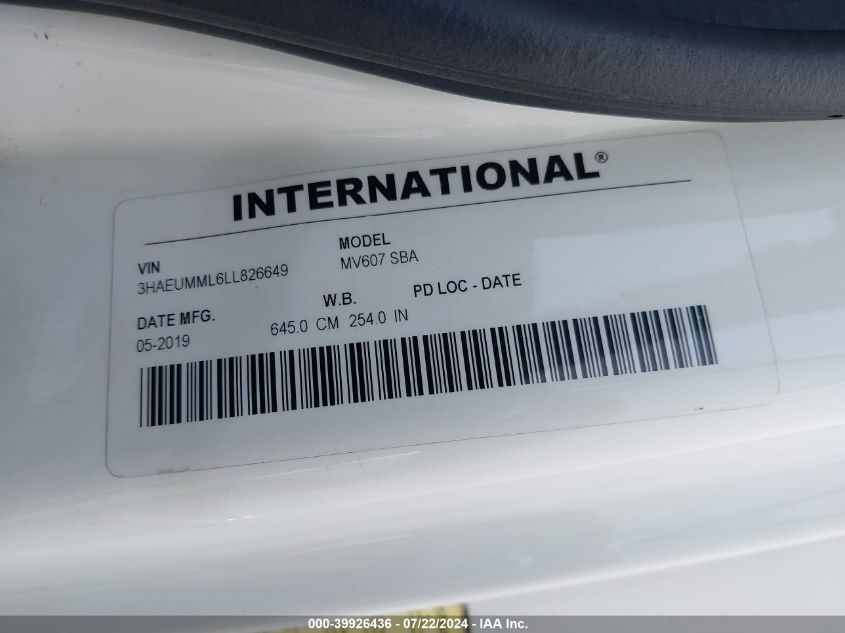 INTERNATIONAL®
VIN
3HAEUMML6LL826649
MODEL
MV607 SBA
DATE MFG.
05-2019
W.B.
645.0 CM 254.0 IN
PD LOC - DATE
000-39926436 - 07/22/2024 - IAA Inc.